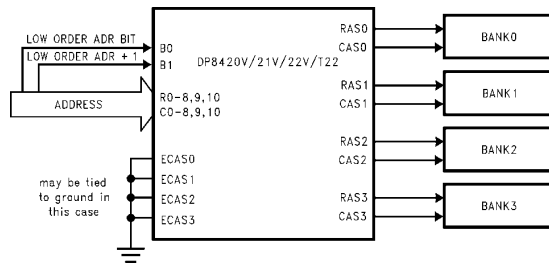 LOW ORDER ADR BIT
LOW ORDER ADR + 1
ADDRESS
B0
B1
DP8420V/21V/22V/T22
R0-8,9,10
C0-8,9,10
ECAS0
ECAS1
ECAS2
ECAS3
may be tied
to ground in
this case
RAS0
CAS0
BANK0
RAS1
CAS1
BANK1
RAS2
CAS2
BANK2
RAS3
CAS3
BANK3